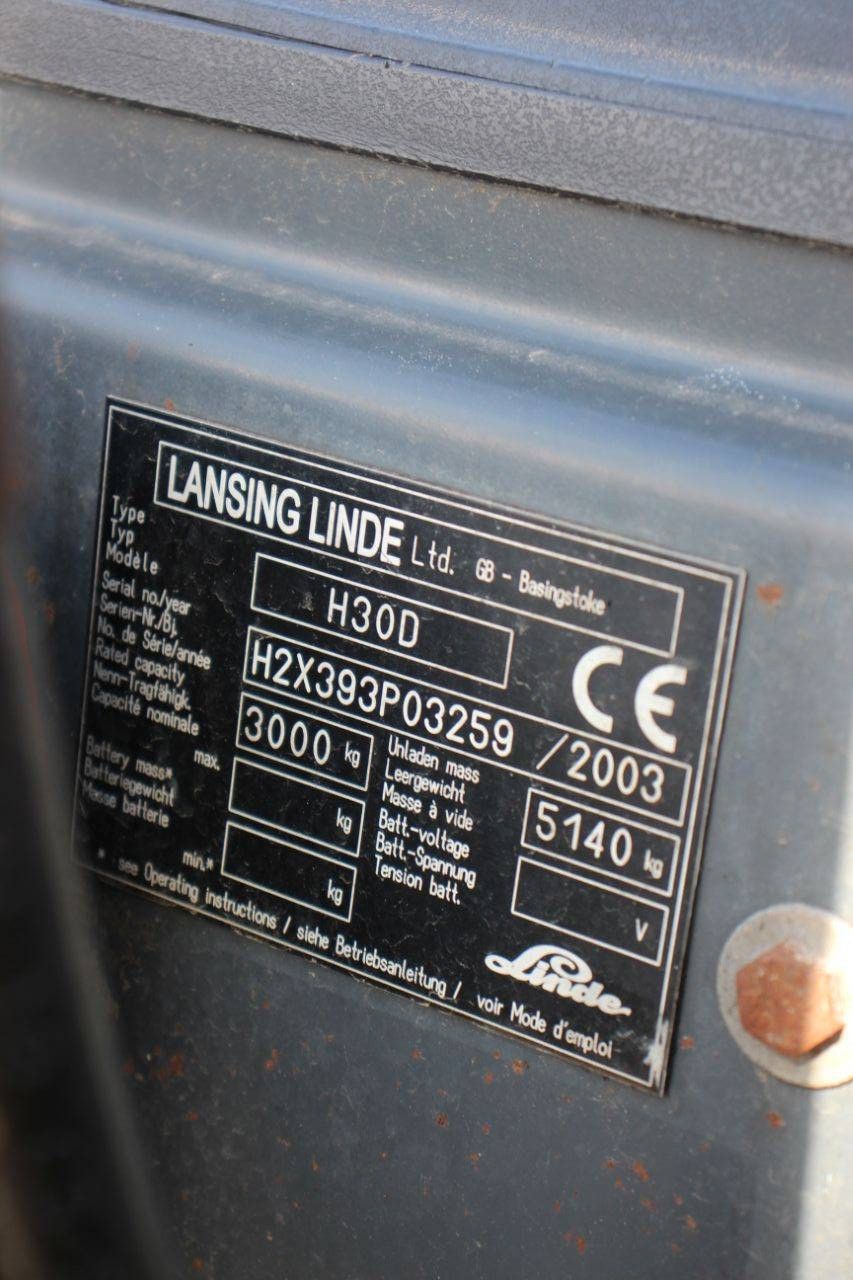 LANSING LINDE Ltd. GB - Basingstoke
Type
Typ
Modèle
H30D
CE
Serial no./year
Serien-Nr./Bj.
No. de Série/année
H2X393P03259 /2003
Rated capacity
Nenn-Tragfähigk.
Capacité nominale
3000 kg
Unladen mass
Leergewicht
Masse à vide
5140 kg
Battery mass*
Batteriegewicht
Masse batterie
max.
kg
min.*
kg
Batt.-voltage
Batt.-Spannung
Tension batt.
V
* see Operating instructions / siehe Betriebsanleitung / voir Mode d'emploi
Linde